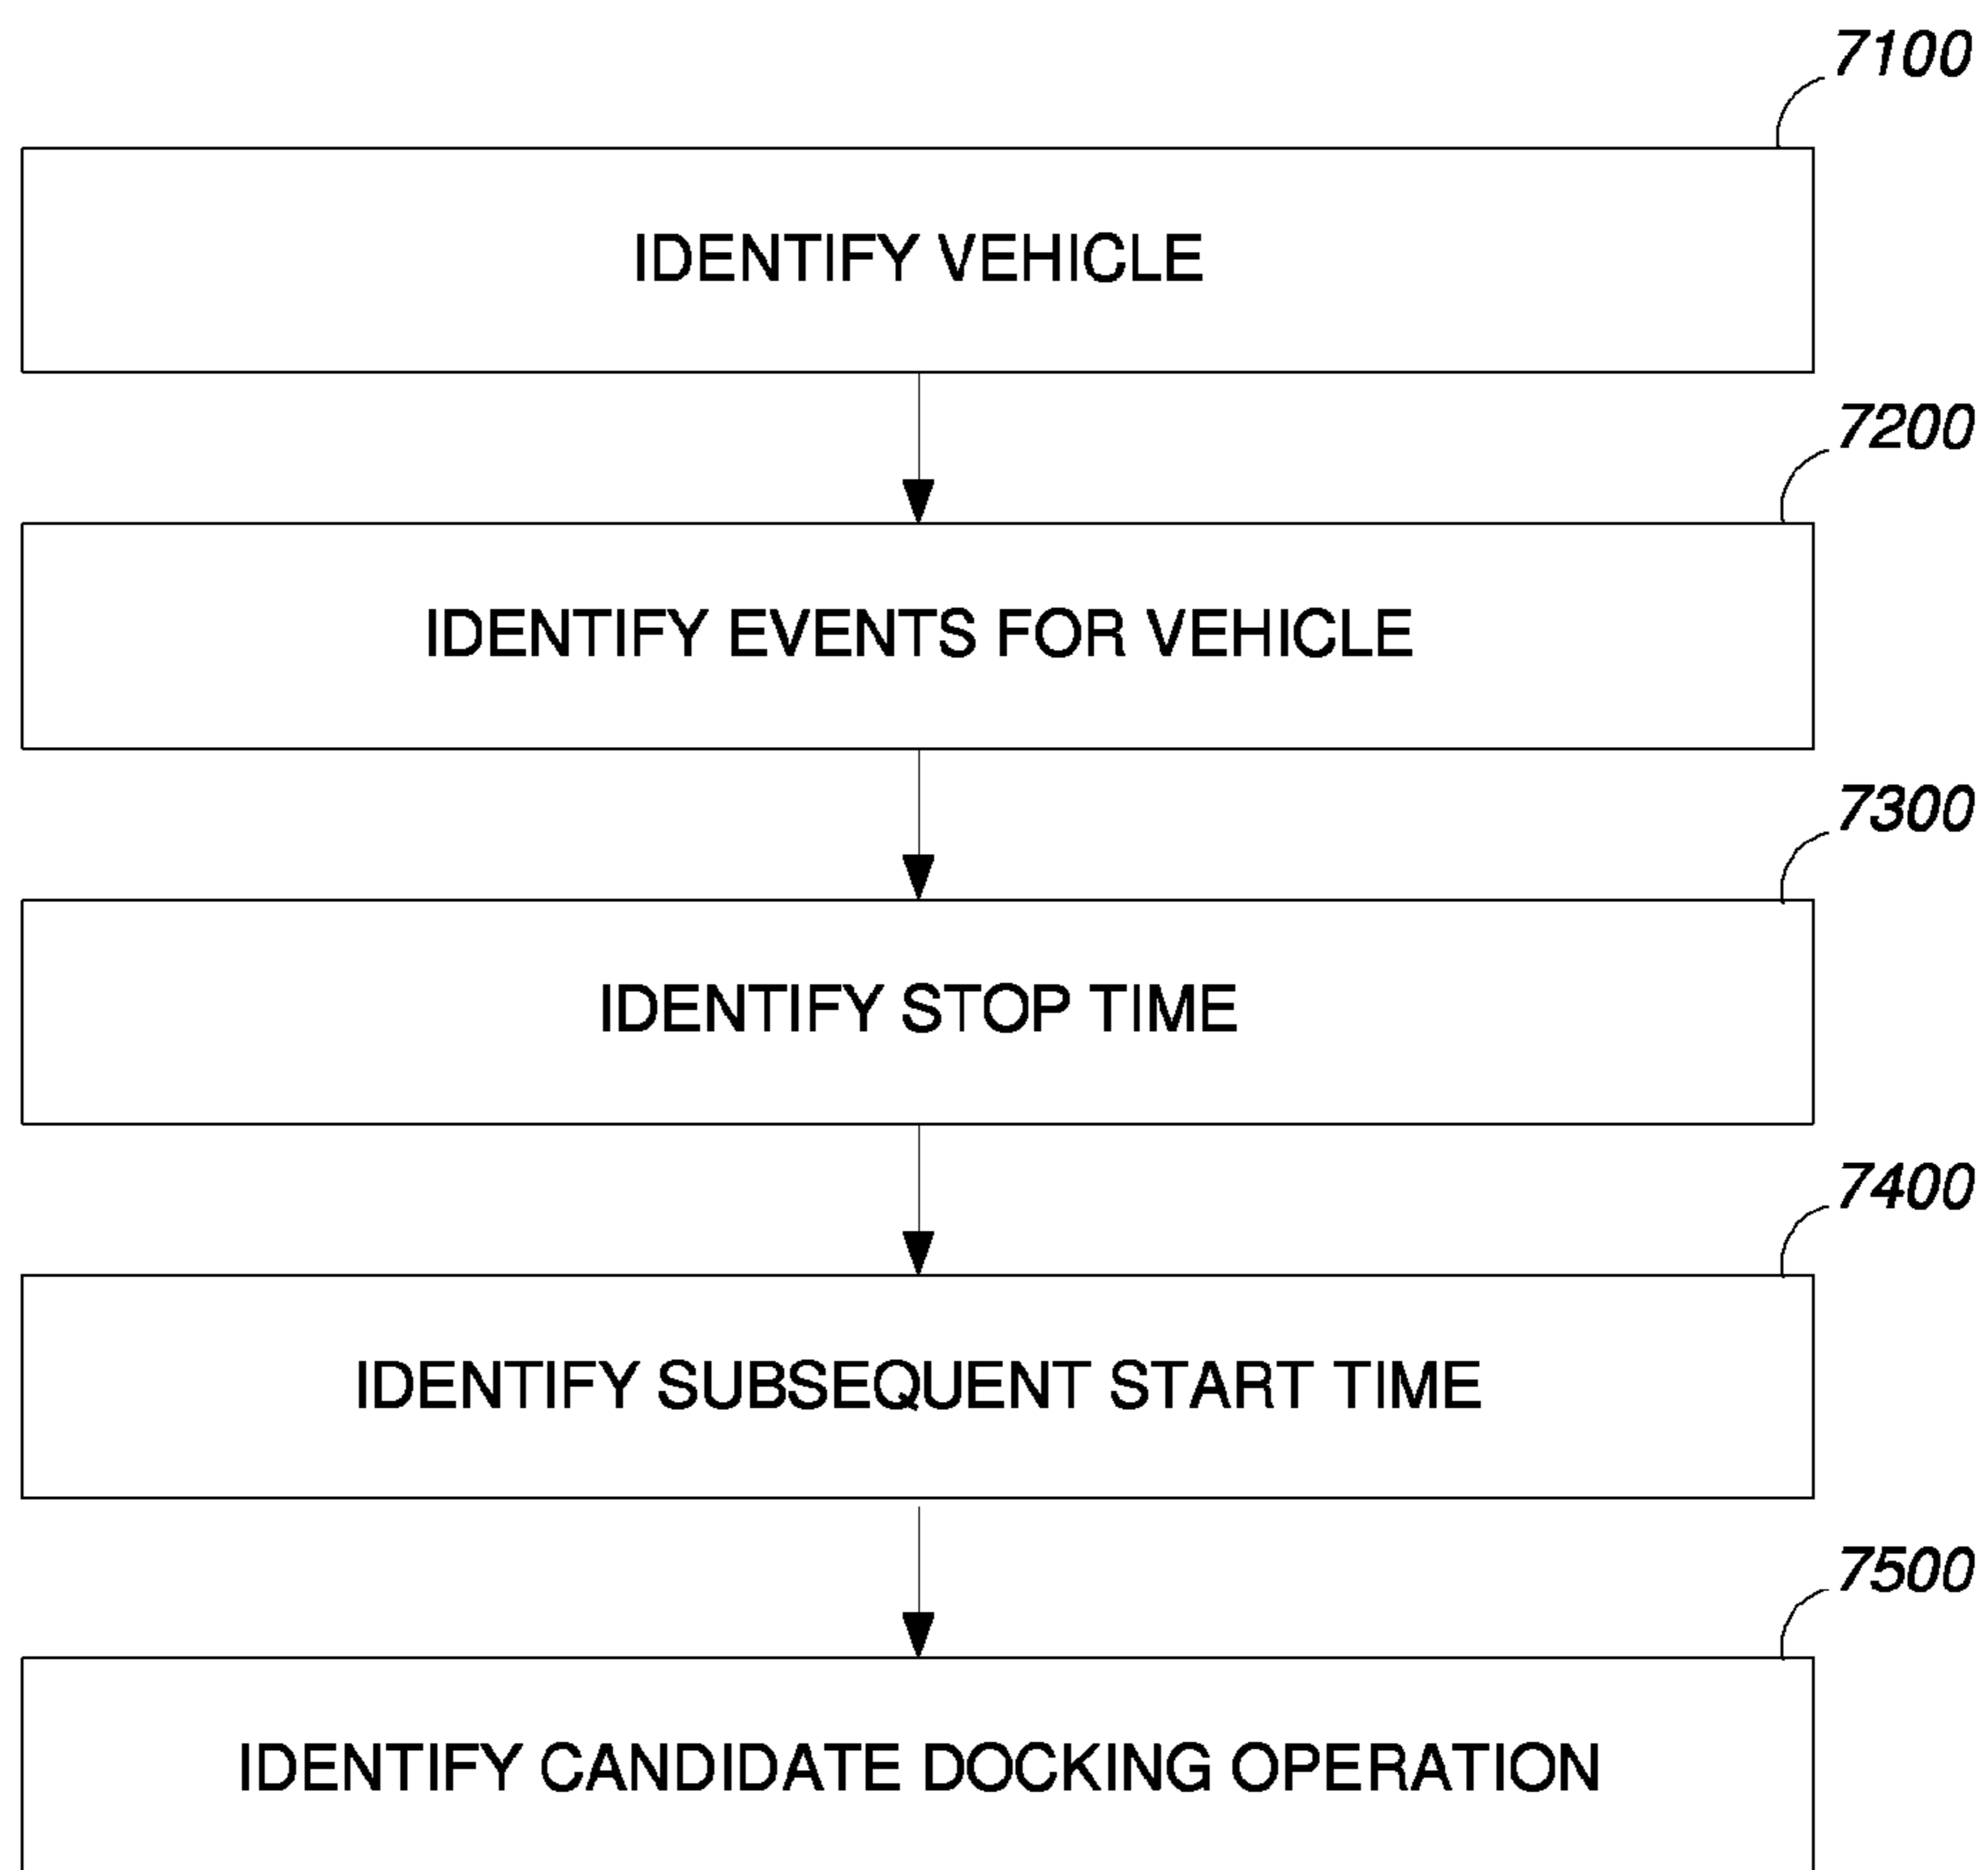 7100
IDENTIFY VEHICLE
7200
IDENTIFY EVENTS FOR VEHICLE
7300
IDENTIFY STOP TIME
7400
IDENTIFY SUBSEQUENT START TIME
7500
IDENTIFY CANDIDATE DOCKING OPERATION